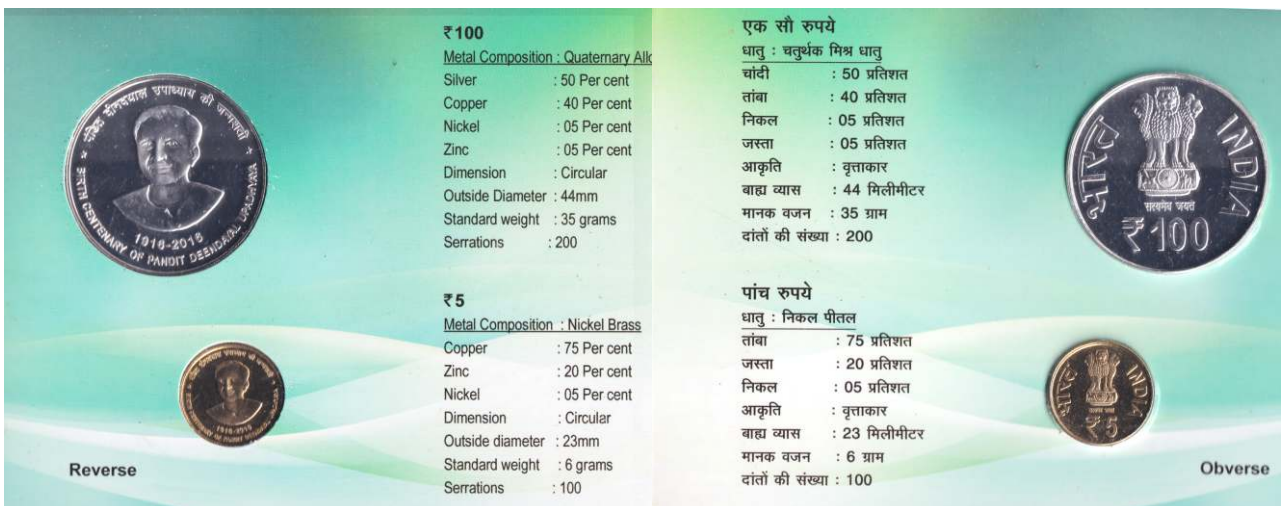 पंडित दीनदयाल उपाध्याय की जन्मशती
1916-2016
BIRTH CENTENARY OF PANDIT DEENDAYAL UPADHYAYA
₹100
Metal Composition : Quaternary Allo
Silver : 50 Per cent
Copper : 40 Per cent
Nickel : 05 Per cent
Zinc : 05 Per cent
Dimension : Circular
Outside Diameter : 44mm
Standard weight : 35 grams
Serrations : 200
₹5
Metal Composition : Nickel Brass
Copper : 75 Per cent
Zinc : 20 Per cent
Nickel : 05 Per cent
Dimension : Circular
Outside diameter : 23mm
Standard weight : 6 grams
Serrations : 100
1916-2016
Reverse
एक सौ रुपये
धातु : चतुर्थक मिश्र धातु
चांदी : 50 प्रतिशत
तांबा : 40 प्रतिशत
निकल : 05 प्रतिशत
जस्ता : 05 प्रतिशत
आकृति : वृत्ताकार
बाह्य व्यास : 44 मिलीमीटर
मानक वजन : 35 ग्राम
दांतों की संख्या : 200
पांच रुपये
धातु : निकल पीतल
तांबा : 75 प्रतिशत
जस्ता : 20 प्रतिशत
निकल : 05 प्रतिशत
आकृति : वृत्ताकार
बाह्य व्यास : 23 मिलीमीटर
मानक वजन : 6 ग्राम
दांतों की संख्या : 100
भारत
INDIA
सत्यमेव जयते
₹100
भारत
INDIA
₹5
Obverse